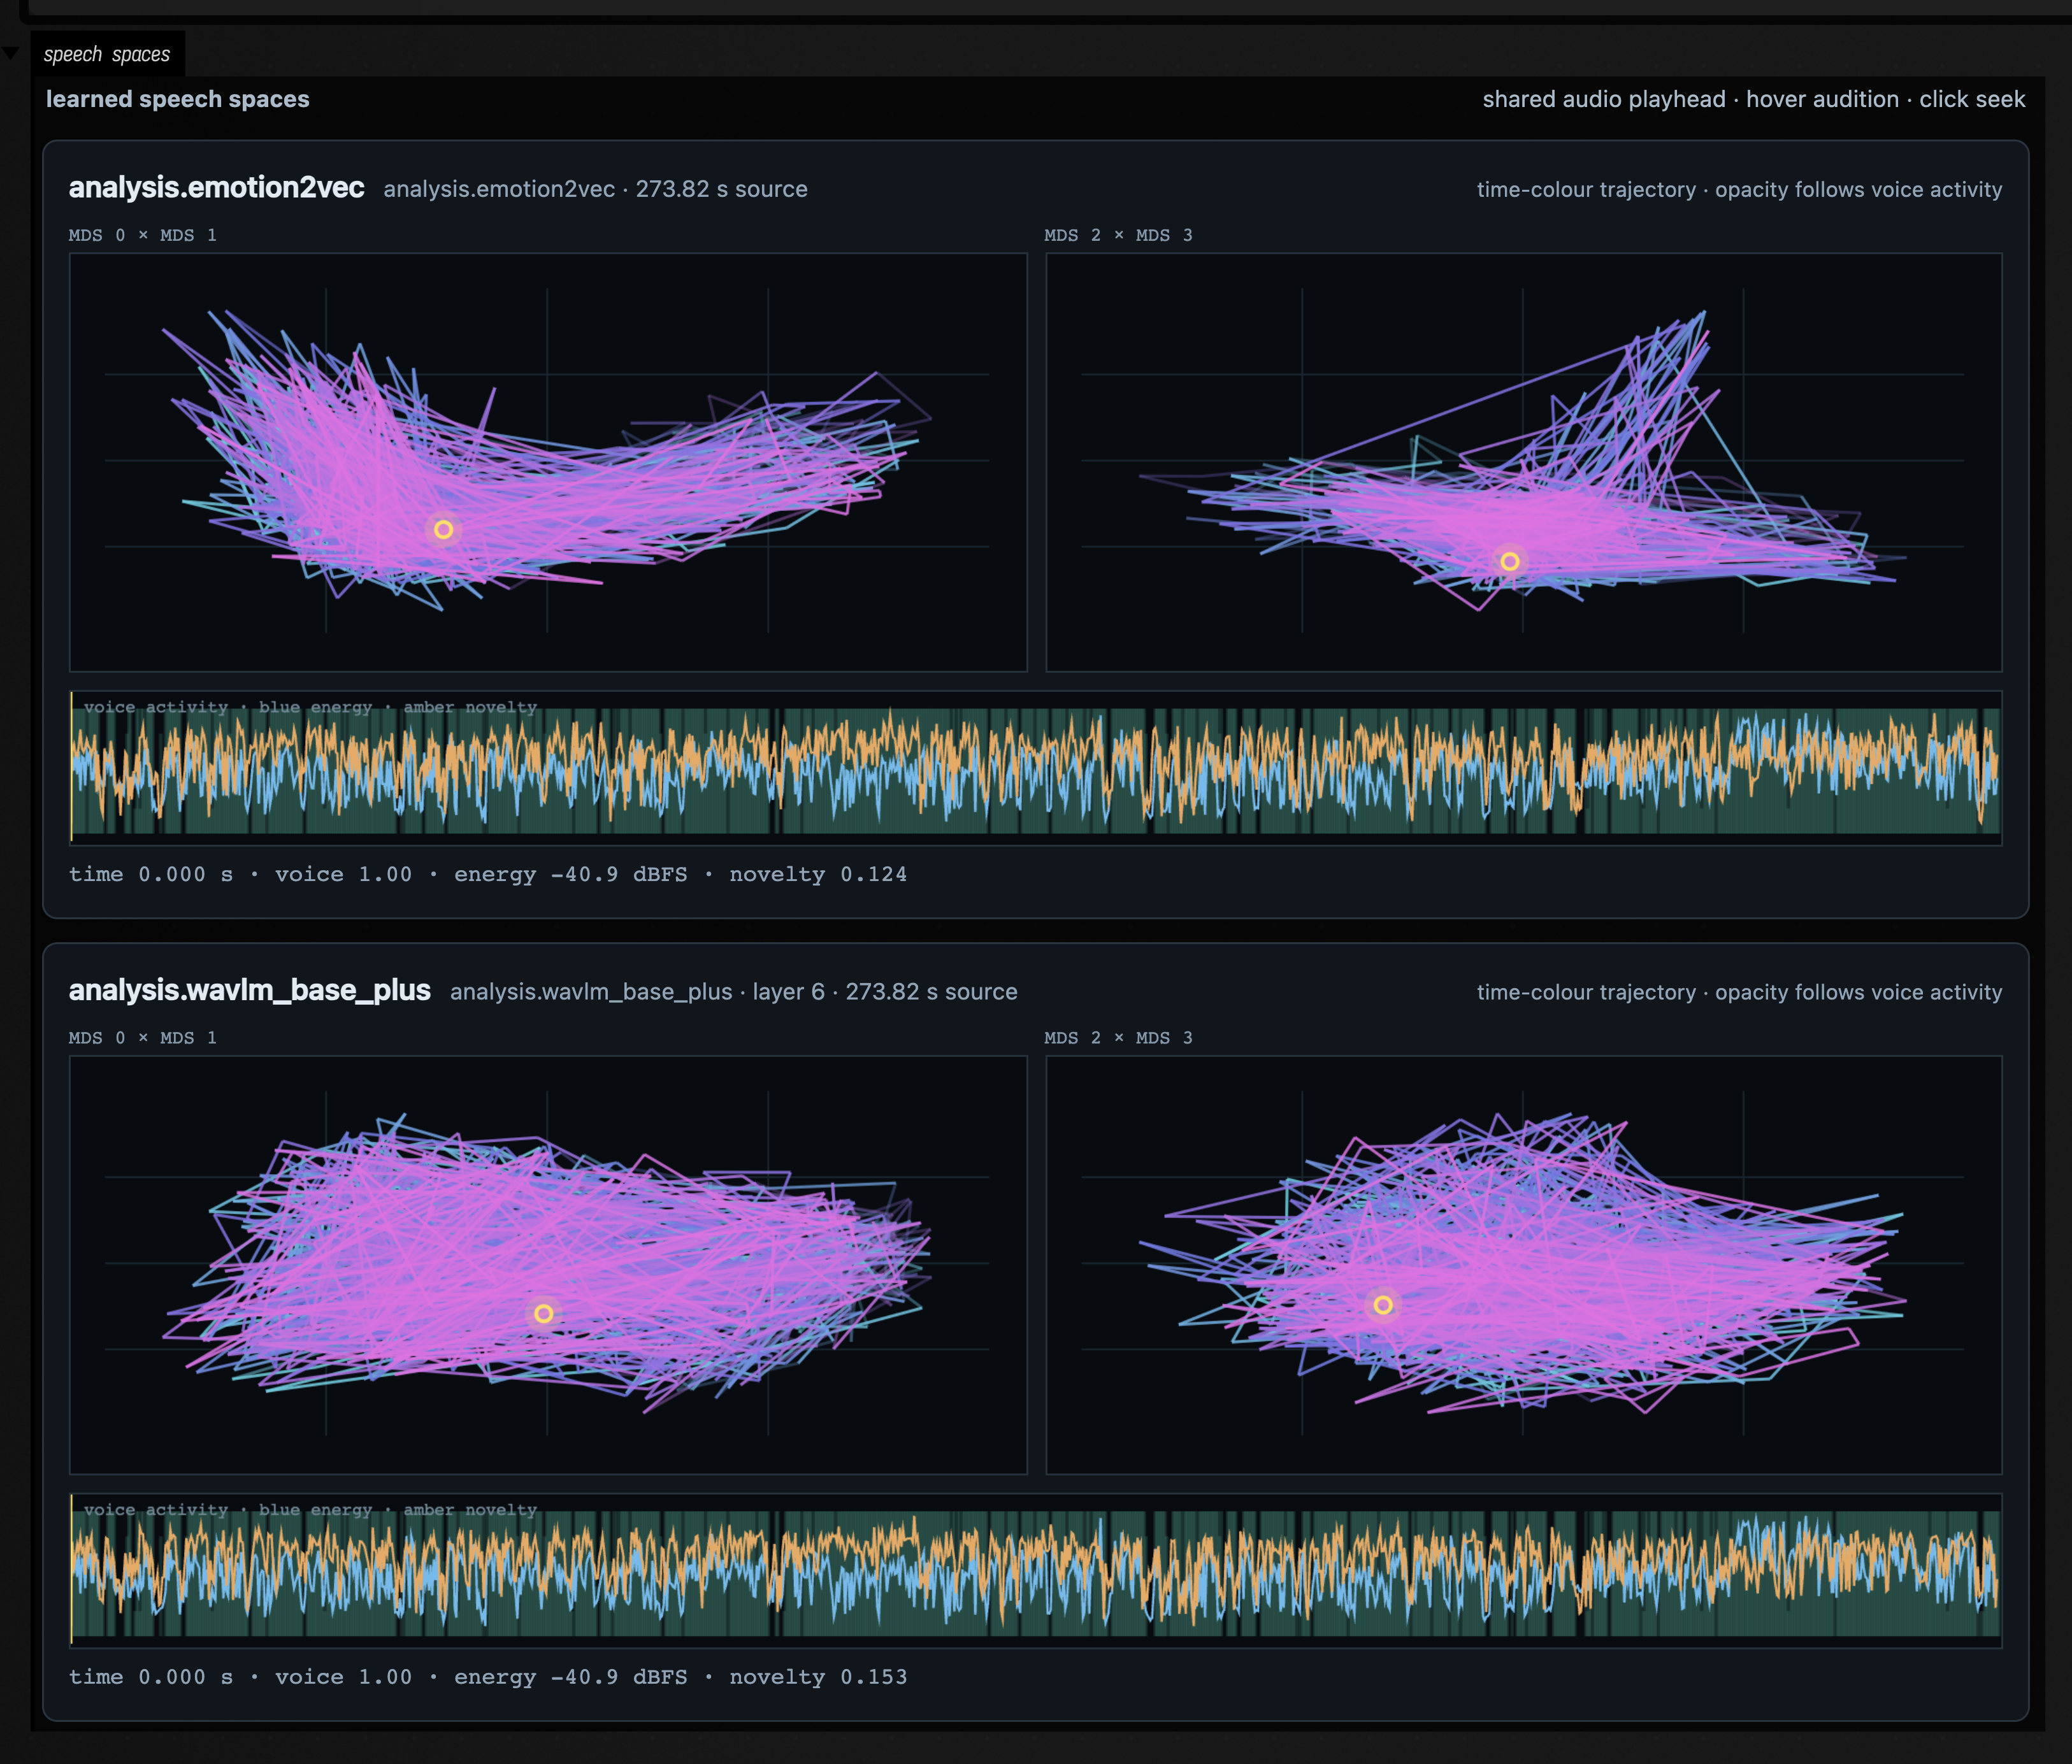 speech spaces
learned speech spaces
shared audio playhead · hover audition · click seek
analysis.emotion2vec analysis.emotion2vec · 273.82 s source
time-colour trajectory · opacity follows voice activity
MDS 0 × MDS 1
MDS 2 × MDS 3
voice activity · blue energy · amber novelty
time 0.000 s · voice 1.00 · energy -40.9 dBFS · novelty 0.124
analysis.wavlm_base_plus analysis.wavlm_base_plus · layer 6 · 273.82 s source
time-colour trajectory · opacity follows voice activity
MDS 0 × MDS 1
MDS 2 × MDS 3
voice activity · blue energy · amber novelty
time 0.000 s · voice 1.00 · energy -40.9 dBFS · novelty 0.153